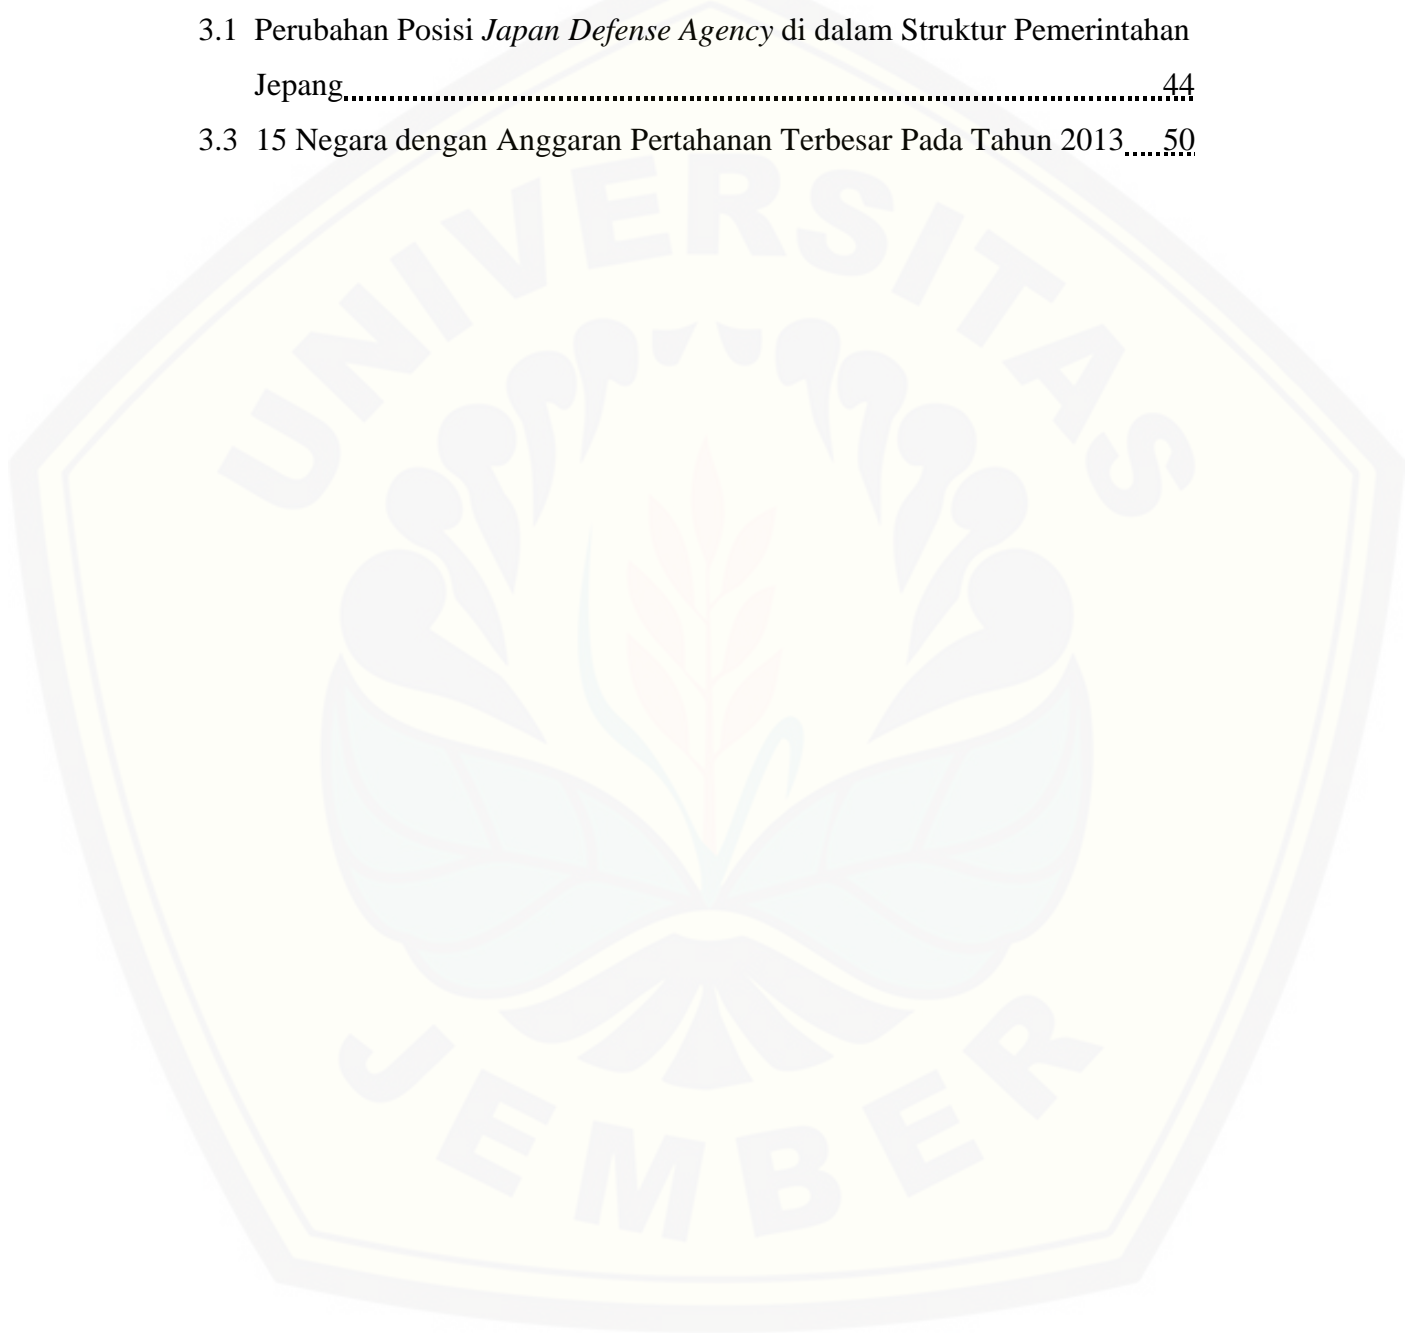 3.1 Perubahan Posisi Japan Defense Agency di dalam Struktur Pemerintahan
Jepang 44
3.3 15 Negara dengan Anggaran Pertahanan Terbesar Pada Tahun 2013 50
UNIVERSITAS
JEMBER